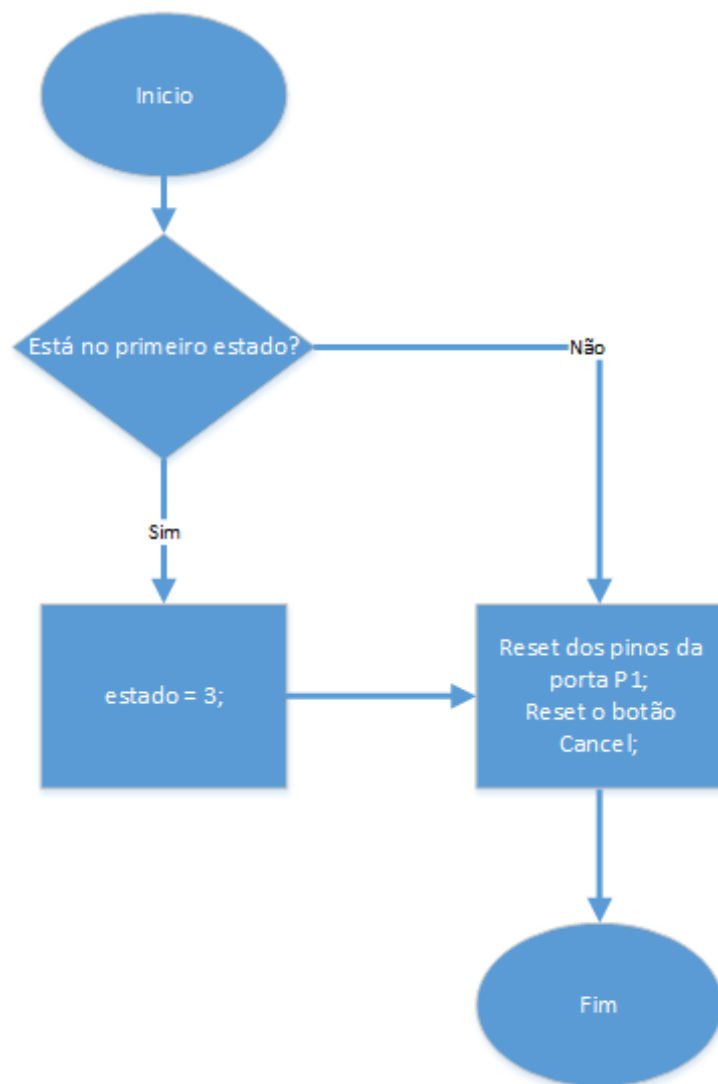 Inicio
Está no primeiro estado?
Não
Sim
estado = 3;
Reset dos pinos da
porta P1;
Reset o botão
Cancel;
Fim